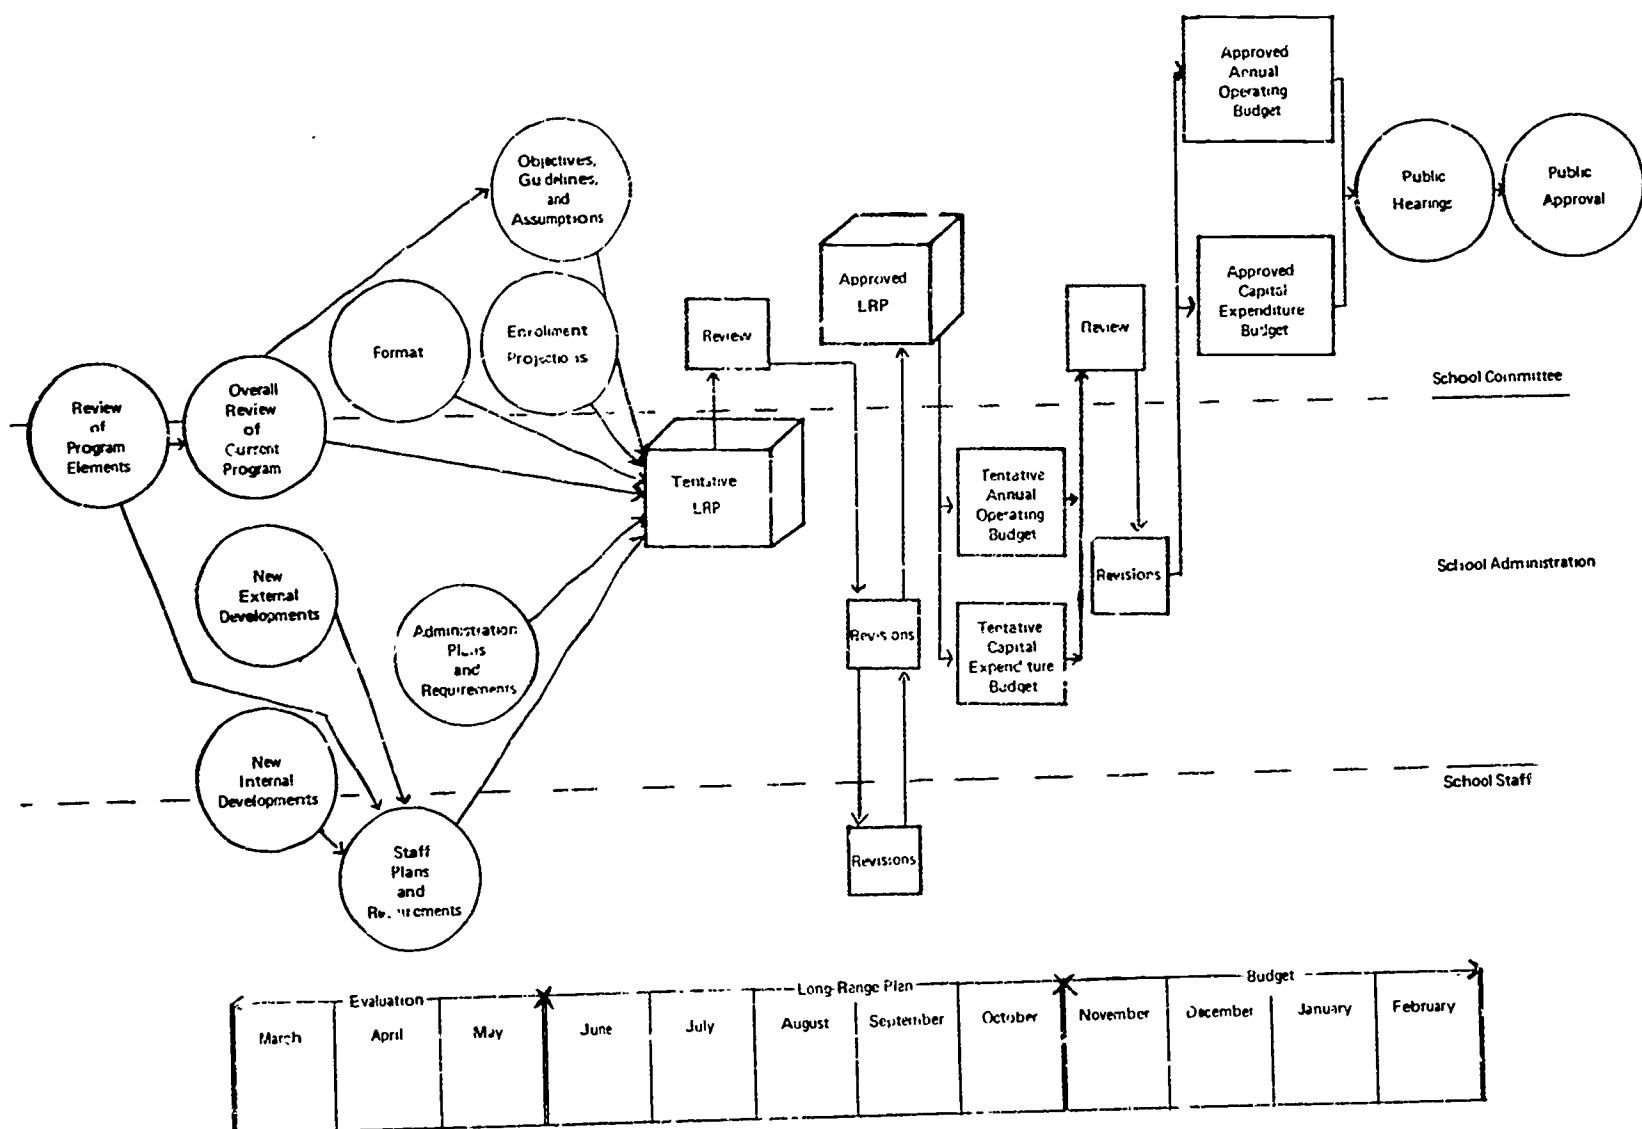 Approved
Annual
Operating
Budget
Objectives,
Guidelines,
and
Assumptions
Public
Hearings
Public
Approval
Approved
LRP
Approved
Capital
Expenditure
Budget
Format
Enrollment
Projections
Review
Review
School Committee
Review
of
Program
Elements
Overall
Review
of
Current
Program
Tentative
LRP
Tentative
Annual
Operating
Budget
School Administration
New
External
Developments
Revisions
Administration
Plans
and
Requirements
Revisions
Tentative
Capital
Expenditure
Budget
New
Internal
Developments
School Staff
Staff
Plans
and
Requirements
Revisions
Evaluation
Long-Range Plan
Budget
March
April
May
June
July
August
September
October
November
December
January
February